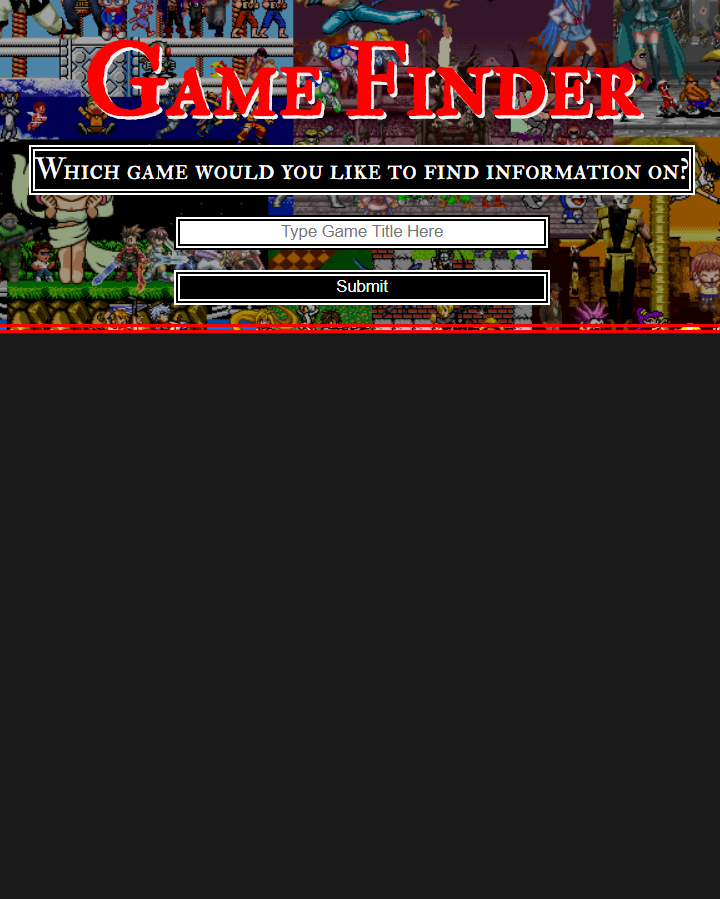 Game Finder
Which game would you like to find information on?
Type Game Title Here
Submit